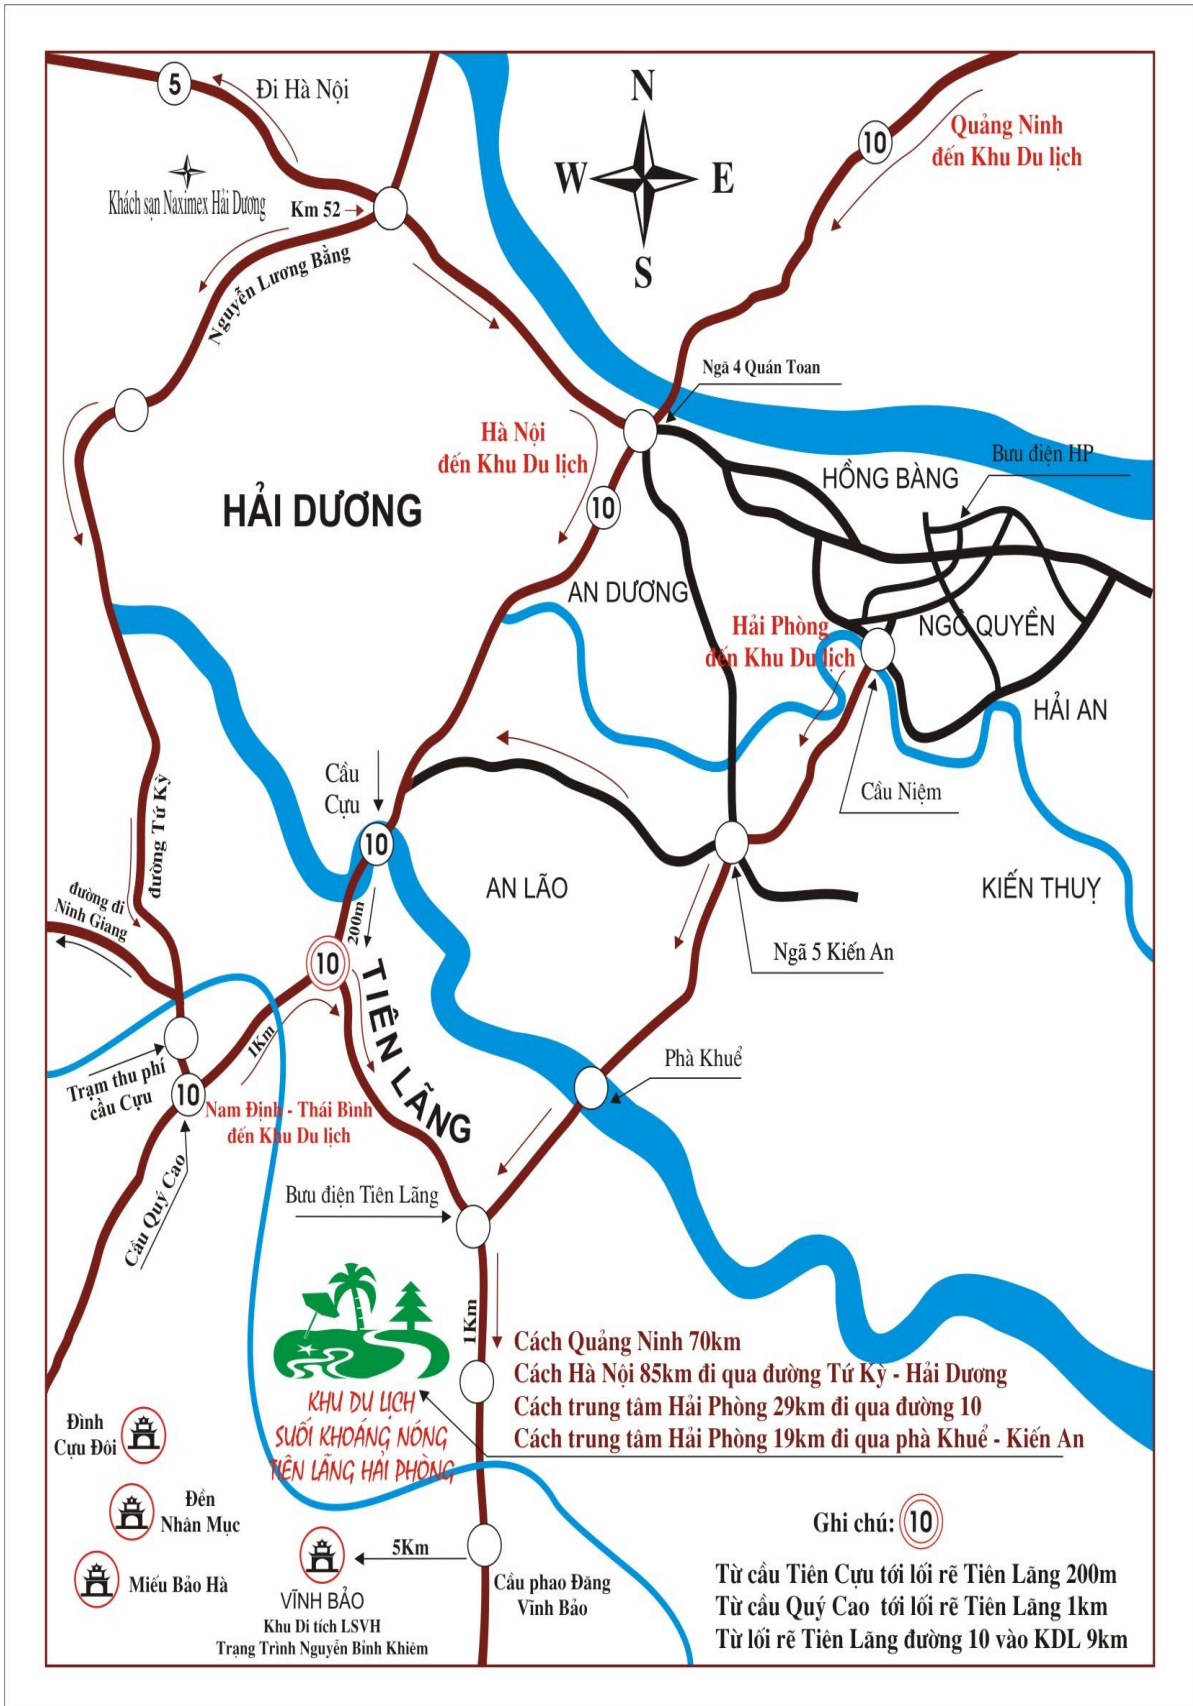 5
Đi Hà Nội
N
W
E
S
10
Quảng Ninh
đến Khu Du lịch
Khách sạn Naximex Hải Dương
Km 52
Nguyễn Lương Bằng
Ngã 4 Quán Toan
Hà Nội
đến Khu Du lịch
Bưu điện HP
HỒNG BÀNG
HẢI DƯƠNG
10
AN DƯƠNG
Hải Phòng
đến Khu Du lịch
NGÔ QUYỀN
HẢI AN
Cầu
Cựu
đường Tứ Kỳ
Cầu Niệm
10
AN LÃO
KIẾN THUỴ
đường đi
Ninh Giang
200m
Ngã 5 Kiến An
10
TIÊN LÃNG
1Km
Phà Khuể
Trạm thu phí
cầu Cựu
10
Nam Định - Thái Bình
đến Khu Du lịch
Cầu Quý Cao
Bưu điện Tiên Lãng
1Km
Cách Quảng Ninh 70km
Cách Hà Nội 85km đi qua đường Tứ Kỳ - Hải Dương
Cách trung tâm Hải Phòng 29km đi qua đường 10
Cách trung tâm Hải Phòng 19km đi qua phà Khuể - Kiến An
KHU DU LỊCH
SUỐI KHOÁNG NÓNG
TIÊN LÃNG HẢI PHÒNG
Đình
Cựu Đôi
Đền
Nhân Mục
Miếu Bảo Hà
5Km
VĨNH BẢO
Khu Di tích LSVH
Trạng Trình Nguyễn Bỉnh Khiêm
Cầu phao Đăng
Vĩnh Bảo
Ghi chú: 10
Từ cầu Tiên Cựu tới lối rẽ Tiên Lãng 200m
Từ cầu Quý Cao tới lối rẽ Tiên Lãng 1km
Từ lối rẽ Tiên Lãng đường 10 vào KDL 9km